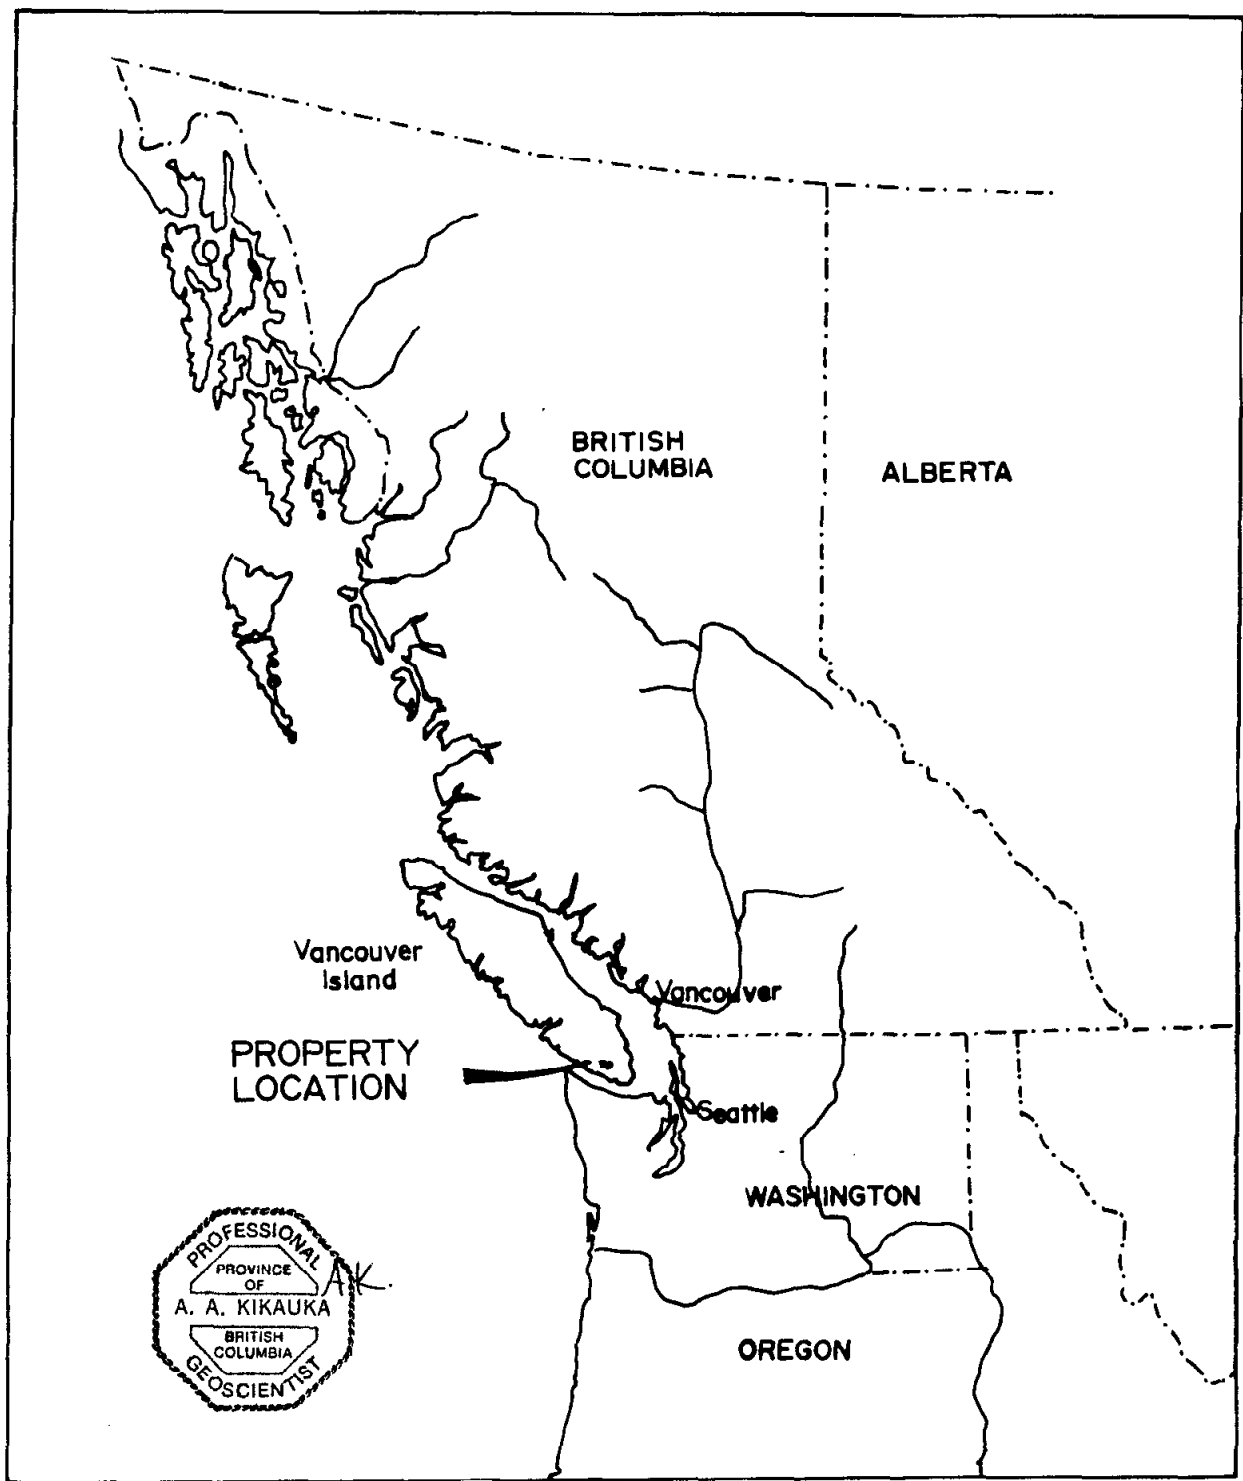 BRITISH
COLUMBIA
ALBERTA
Vancouver
Island
Vancouver
PROPERTY
LOCATION
Seattle
WASHINGTON
OREGON
PROFESSIONAL
PROVINCE
OF
A. A. KIKAUKA
BRITISH
COLUMBIA
GEOSCIENTIST
AK.